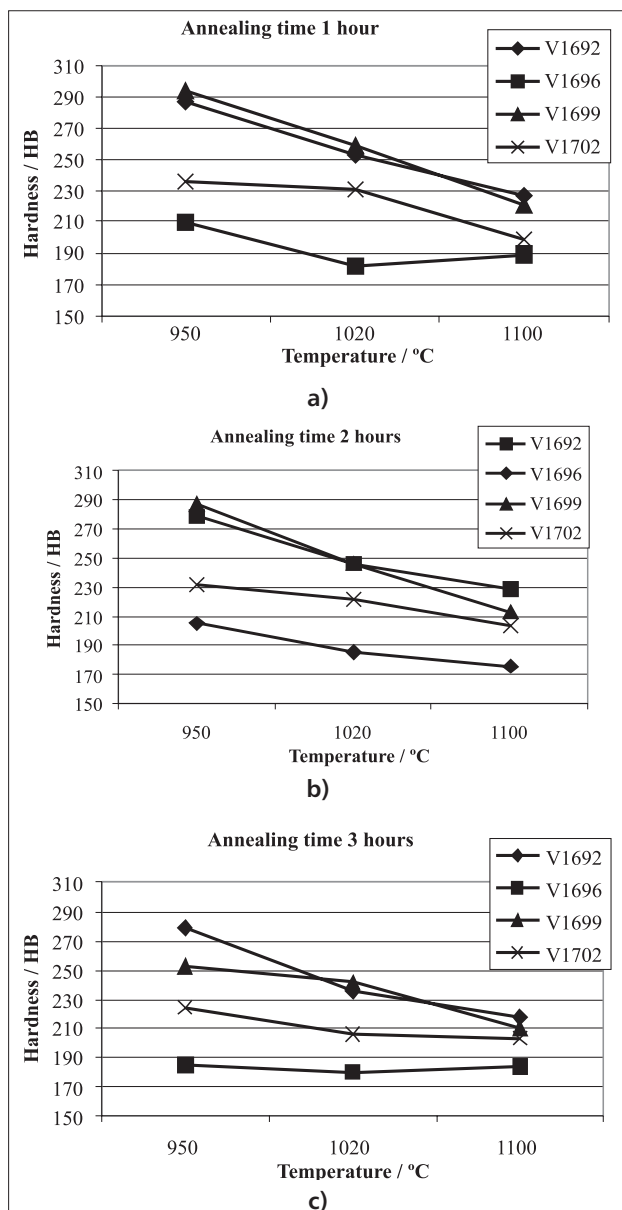 Annealing time 1 hour
V1692
V1696
V1699
V1702
Hardness / HB
310
290
270
250
230
210
190
170
150
950 1020 1100
Temperature / ºC
a)
Annealing time 2 hours
V1692
V1696
V1699
V1702
Hardness / HB
310
290
270
250
230
210
190
170
150
950 1020 1100
Temperature / ºC
b)
Annealing time 3 hours
V1692
V1696
V1699
V1702
Hardness / HB
310
290
270
250
230
210
190
170
150
950 1020 1100
Temperature / ºC
c)